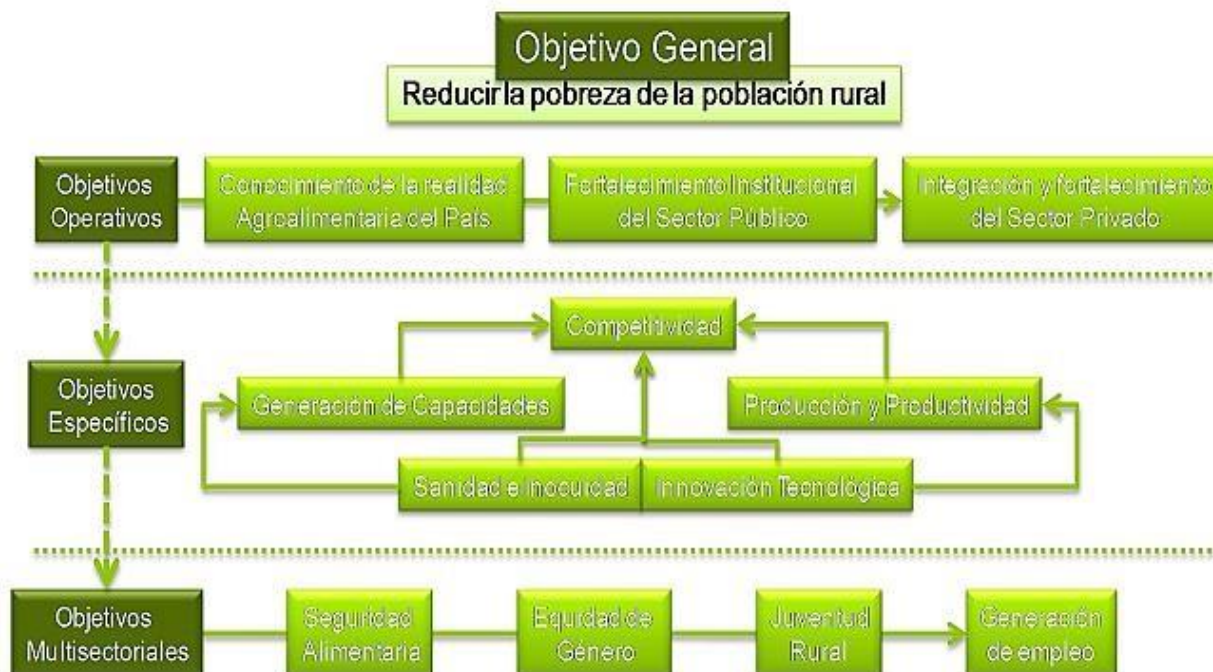 Objetivo General
Reducir la pobreza de la población rural
Objetivos
Operativos
Conocimiento de la realidad
Agroalimentaria del País
Fortalecimiento Institucional
del Sector Público
Integración y fortalecimiento
del Sector Privado
Competitividad
Objetivos
Específicos
Generación de Capacidades
Producción y Productividad
Sanidad e Inocuidad
Innovación Tecnológica
Objetivos
Multisectoriales
Seguridad
Alimentaria
Equidad de
Género
Juventud
Rural
Generación
de empleo